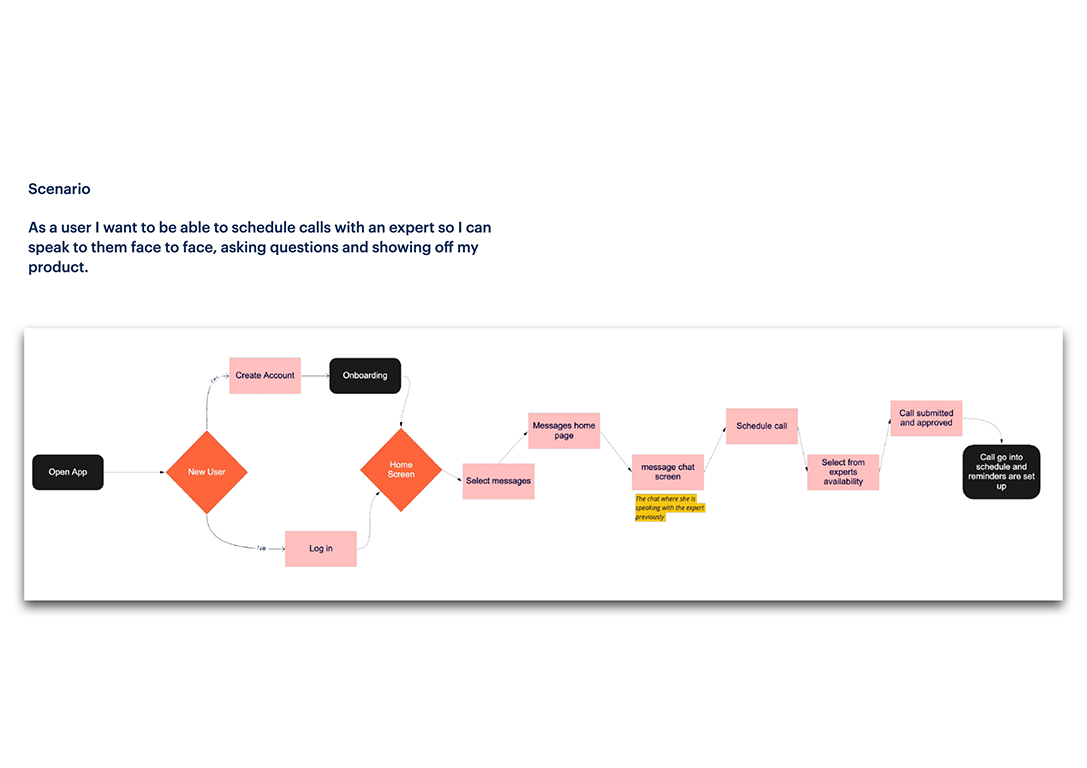 Scenario
As a user I want to be able to schedule calls with an expert so I can
speak to them face to face, asking questions and showing off my
product.
Open App
New User
Yes
Create Account
Onboarding
No
Log in
Home
Screen
Select messages
Messages home
page
message chat
screen
The chat where she is
speaking with the expert
previously
Schedule call
Select from
experts
availability
Call submitted
and approved
Call go into
schedule and
reminders are set
up